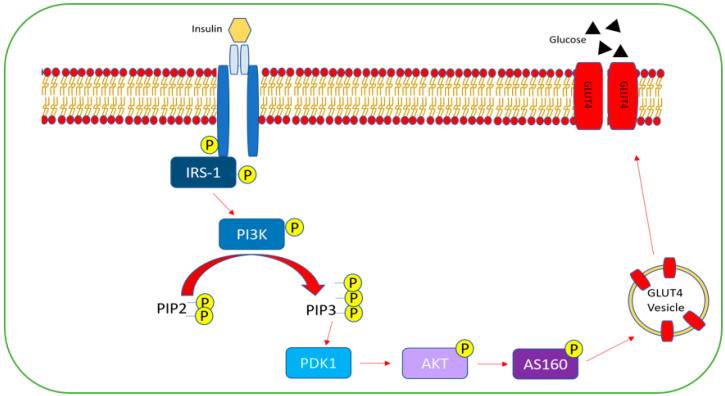 Insulin
Glucose
GLUT4
GLUT4
P
IRS-1
P
PI3K
P
PIP2
P
P
PIP3
P
P
P
GLUT4
Vesicle
PDK1
AKT
P
AS160
P